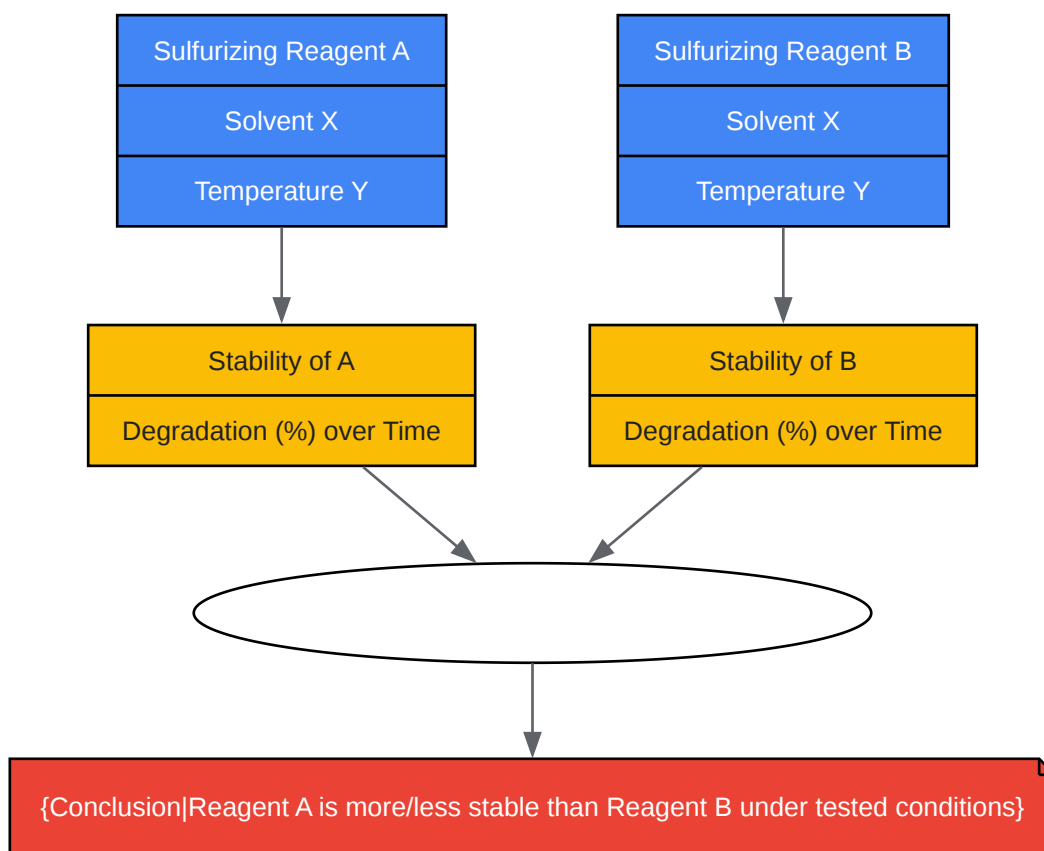 Sulfurizing Reagent A
Solvent X
Temperature Y
Sulfurizing Reagent B
Solvent X
Temperature Y
Stability of A
Degradation (%) over Time
Stability of B
Degradation (%) over Time
{Conclusion|Reagent A is more/less stable than Reagent B under tested conditions}